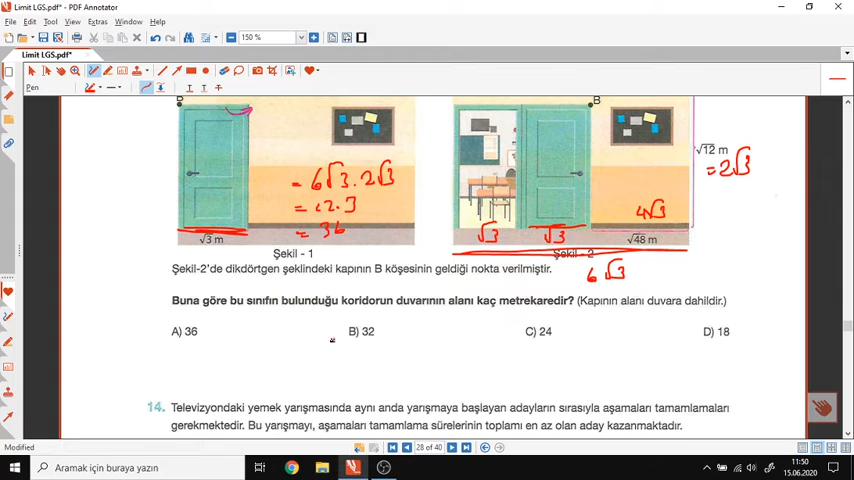 Limit LGS.pdf* - PDF Annotator
File Edit Tool View Extras Window Help
150 %
Limit LGS.pdf*
Pen
B
B
√12 m
= 2√3
= 6√3.2√3
= 12.3
= 36
4√3
√3
√3
√3 m
√48 m
Şekil - 1
Şekil - 2
6√3
Şekil-2'de dikdörtgen şeklindeki kapının B köşesinin geldiği nokta verilmiştir.
Buna göre bu sınıfın bulunduğu koridorun duvarının alanı kaç metrekaredir? (Kapının alanı duvara dahildir.)
A) 36 B) 32 C) 24 D) 18
14. Televizyondaki yemek yarışmasında aynı anda yarışmaya başlayan adayların sırasıyla aşamaları tamamlamaları
gerekmektedir. Bu yarışmayı, aşamaları tamamlama sürelerinin toplamı en az olan aday kazanmaktadır.
Modified
28 of 40
Aramak için buraya yazın
11:50
15.06.2020